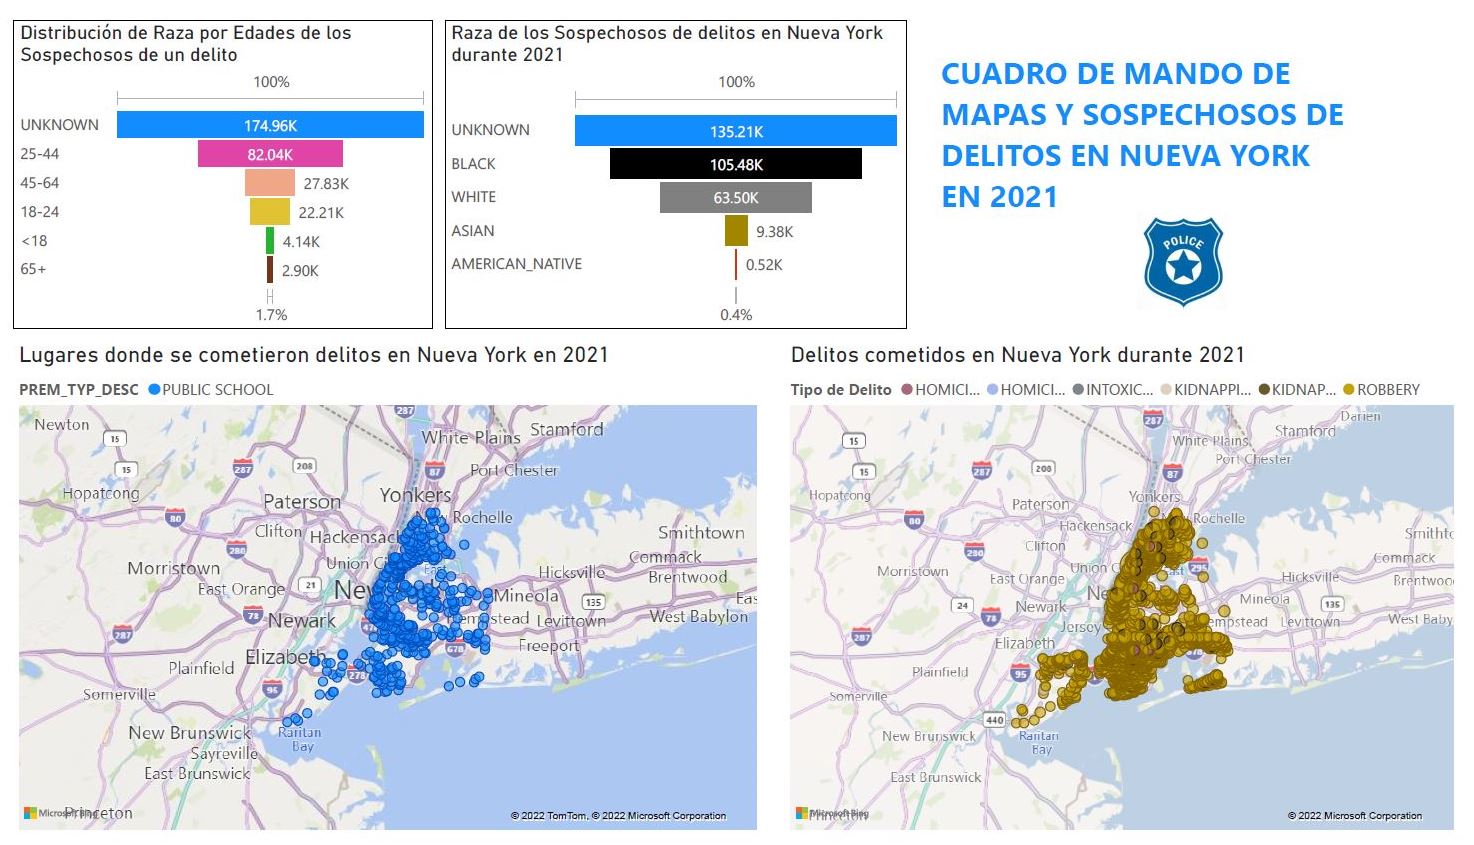 Distribución de Raza por Edades de los
Sospechosos de un delito
100%
UNKNOWN 174.96K
25-44 82.04K
45-64 27.83K
18-24 22.21K
<18 4.14K
65+ 2.90K
1.7%
Raza de los Sospechosos de delitos en Nueva York
durante 2021
100%
UNKNOWN 135.21K
BLACK 105.48K
WHITE 63.50K
ASIAN 9.38K
AMERICAN_NATIVE 0.52K
0.4%
CUADRO DE MANDO DE
MAPAS Y SOSPECHOSOS DE
DELITOS EN NUEVA YORK
EN 2021
POLICE
Lugares donde se cometieron delitos en Nueva York en 2021
PREM_TYP_DESC PUBLIC SCHOOL
287
Newton
White Plains
Stamford
15
15
287
208
87
Port Chester
Hopatcong
Paterson
Yonkers
80
Clifton
Rochelle
Hackensac
Smithtown
280
Union C
Commack
Morristown
East Orange
21
Hicksville
Brentwood
New
Mineola
135
Eas
78
Newark
empstead
Levittown
West Babylon
287
678
Freeport
Elizabeth
Plainfield
278
95
Somerville
New Brunswick
Raritan
Bay
Sayreville
East Brunswick
Princeton
Microsoft Bing
© 2022 TomTom, © 2022 Microsoft Corporation
Delitos cometidos en Nueva York durante 2021
Tipo de Delito HOMICI... HOMICI... INTOXIC... KIDNAPPI... KIDNAP... ROBBERY
Darien
287
Stamford
15
White Plains
15
287
208
87
Port Chester
Hopatcong
Paterson
Yonkers
80
Hackensack
Rochelle
Clifton
Smithto
280
Union C
Commack
Morristown
East Orange
East
295
Hicksville
Brentwoo
24
Newark
Ne
Mineola
135
78
Jersey
empstead
Levittown
West Baby
287
Elizabeth
678
Plainfield
95
Somerville
440
New Brunswick
Raritan
Bay
East Brunswick
Princeton
Microsoft Bing
© 2022 Microsoft Corporation